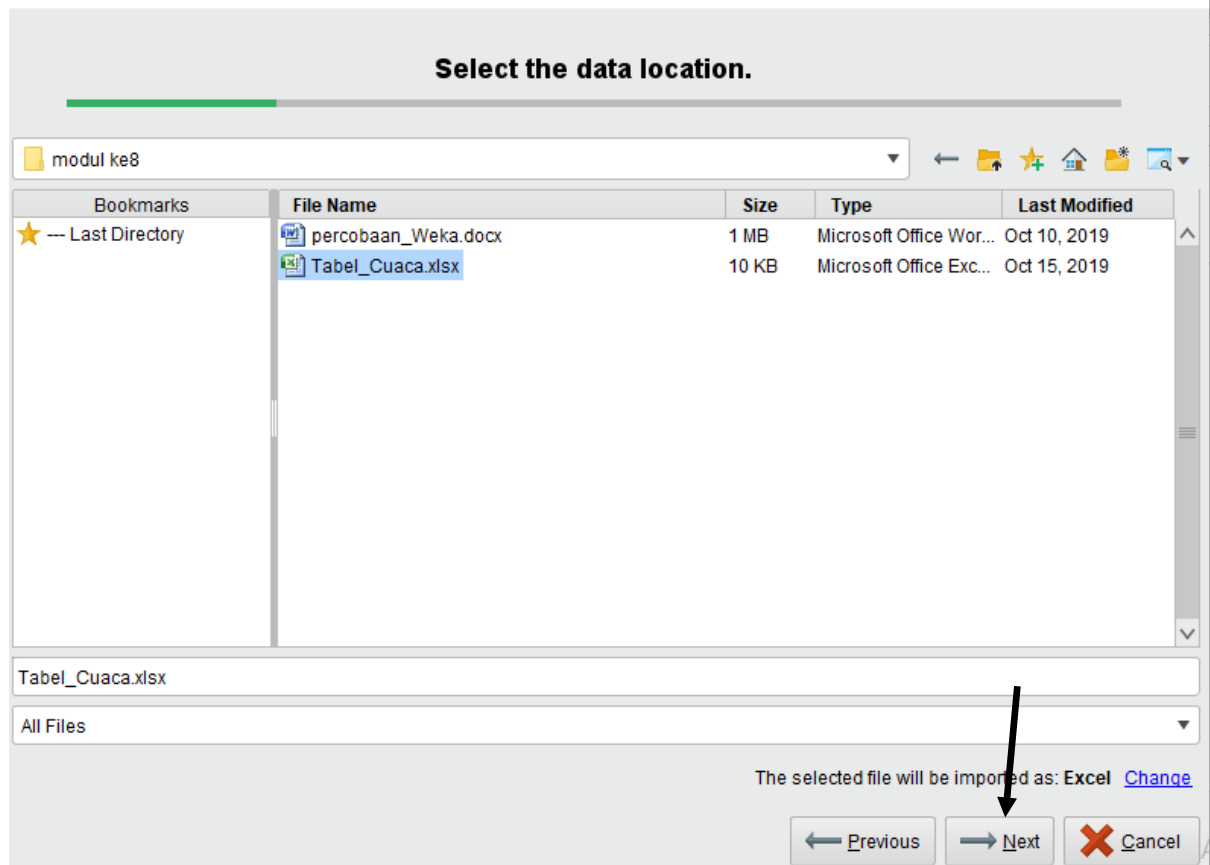 Select the data location.
modul ke8
Bookmarks File Name Size Type Last Modified
--- Last Directory percobaan_Weka.docx 1 MB Microsoft Office Wor... Oct 10, 2019
Tabel_Cuaca.xlsx 10 KB Microsoft Office Exc... Oct 15, 2019
Tabel_Cuaca.xlsx
All Files
The selected file will be imported as: Excel Change
Previous Next Cancel